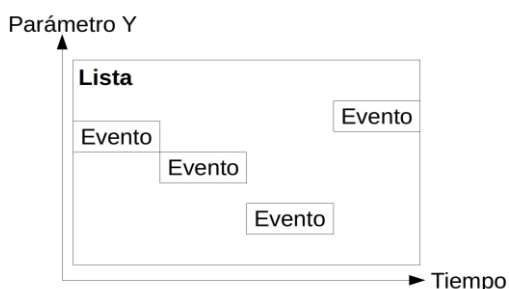 Parámetro Y
Lista
Evento
Evento
Evento
Evento
Tiempo